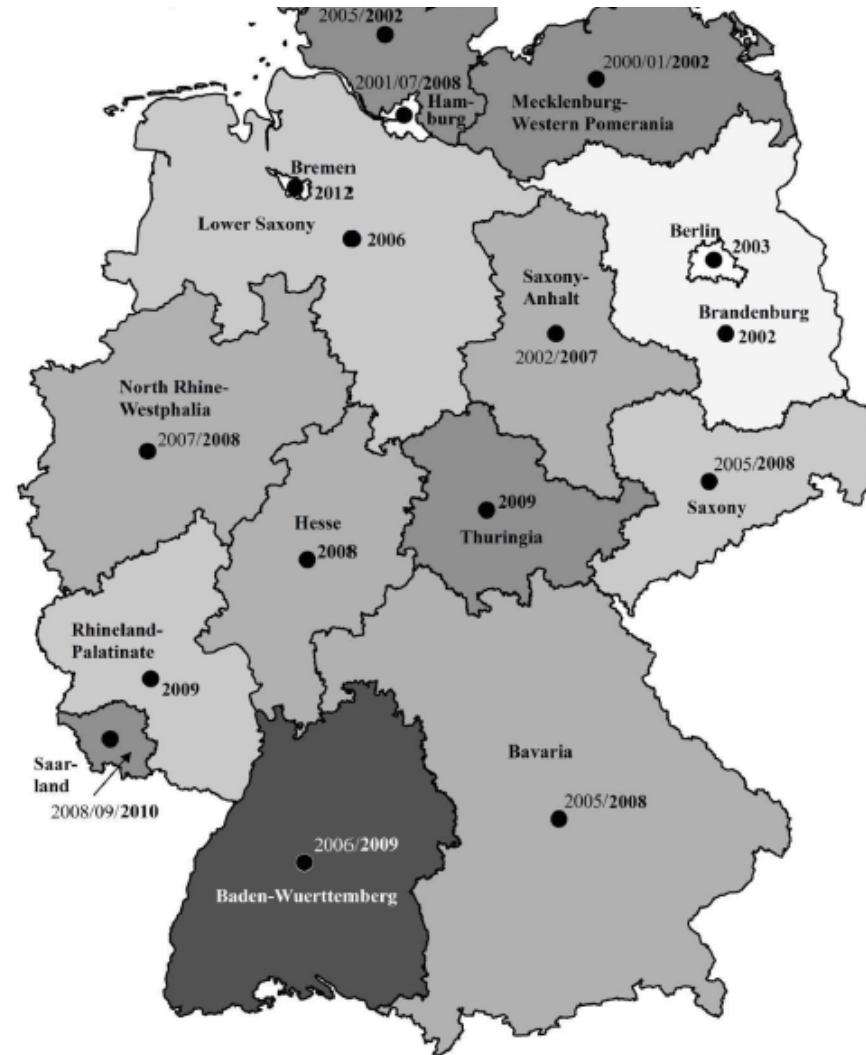 2005/2002
2001/07/2008
Ham-
burg
2000/01/2002
Mecklenburg-
Western Pomerania
Bremen
2012
Lower Saxony
2006
Berlin
2003
Saxony-
Anhalt
2002/2007
Brandenburg
2002
North Rhine-
Westphalia
2007/2008
2005/2008
Saxony
2009
Thuringia
Hesse
2008
Rhineland-
Palatinate
2009
Saar-
land
2008/09/2010
Bavaria
2005/2008
2006/2009
Baden-Wuerttemberg